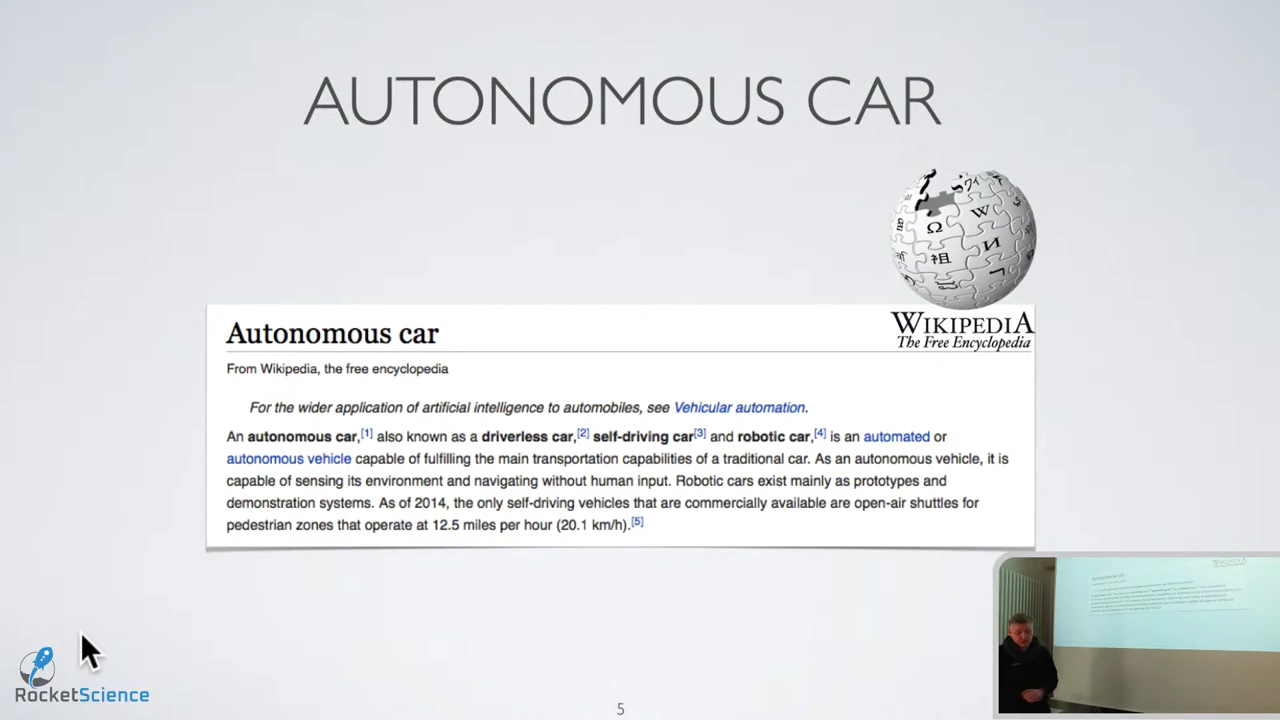 AUTONOMOUS CAR
WIKIPEDIA
The Free Encyclopedia
Autonomous car
From Wikipedia, the free encyclopedia
For the wider application of artificial intelligence to automobiles, see Vehicular automation.
An autonomous car,[1] also known as a driverless car,[2] self-driving car[3] and robotic car,[4] is an automated or
autonomous vehicle capable of fulfilling the main transportation capabilities of a traditional car. As an autonomous vehicle, it is
capable of sensing its environment and navigating without human input. Robotic cars exist mainly as prototypes and
demonstration systems. As of 2014, the only self-driving vehicles that are commercially available are open-air shuttles for
pedestrian zones that operate at 12.5 miles per hour (20.1 km/h).[5]
RocketScience
5